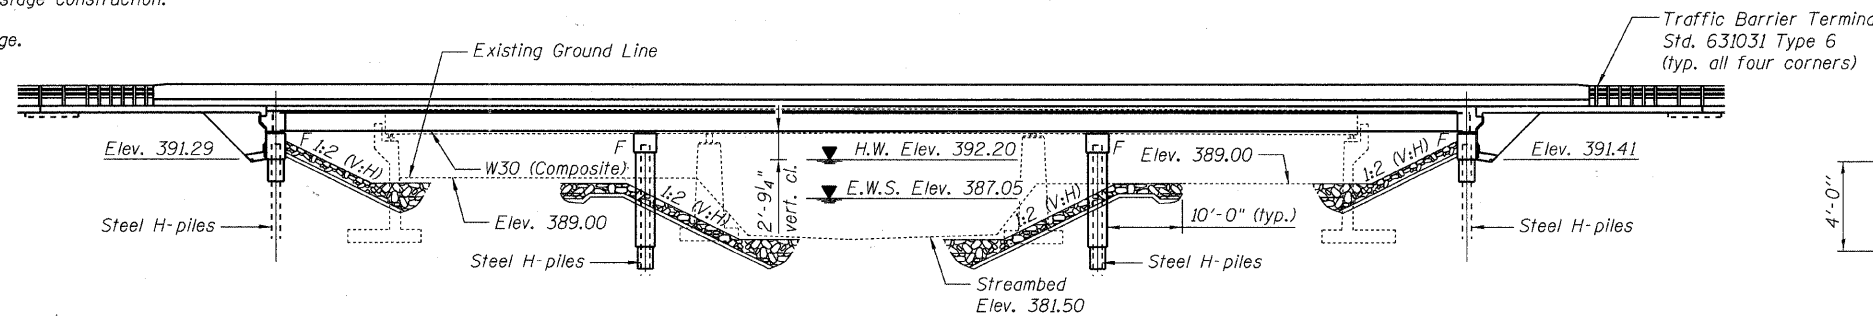 stage construction.
Traffic Barrier
Std. 631031 Type 6
(typ. all four corners)
Existing Ground Line
F
F
F
F
1:2 (V:H)
1:2 (V:H)
1:2 (V:H)
1:2 (V:H)
Elev. 391.29
W30 (Composite)
2'-9¼"
vert. cl.
H.W. Elev. 392.20
E.W.S. Elev. 387.05
Elev. 389.00
Elev. 391.41
Elev. 389.00
10'-0" (typ.)
4'-0"
Steel H-piles
Steel H-piles
Steel H-piles
Steel H-piles
Streambed
Elev. 381.50